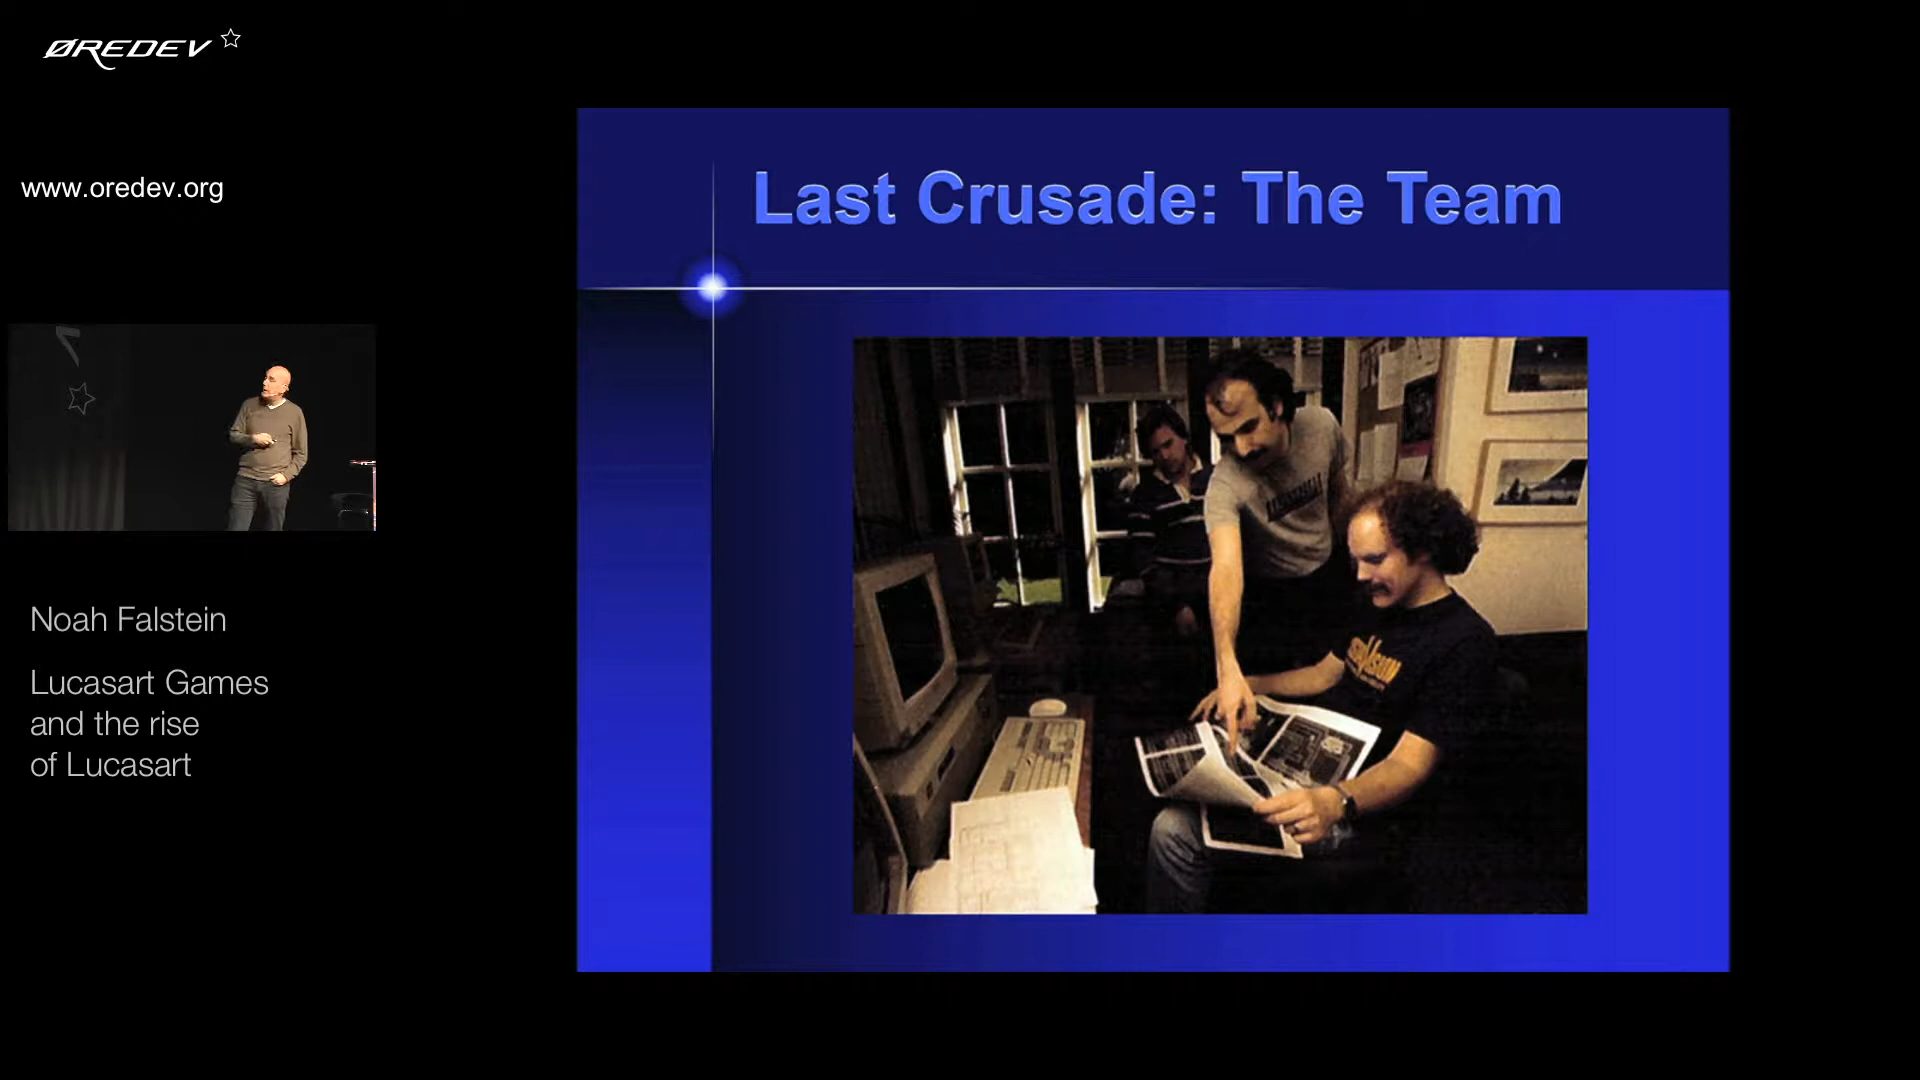 ØREDEV
www.oredev.org
Last Crusade: The Team
Noah Falstein
Lucasart Games
and the rise
of Lucasart